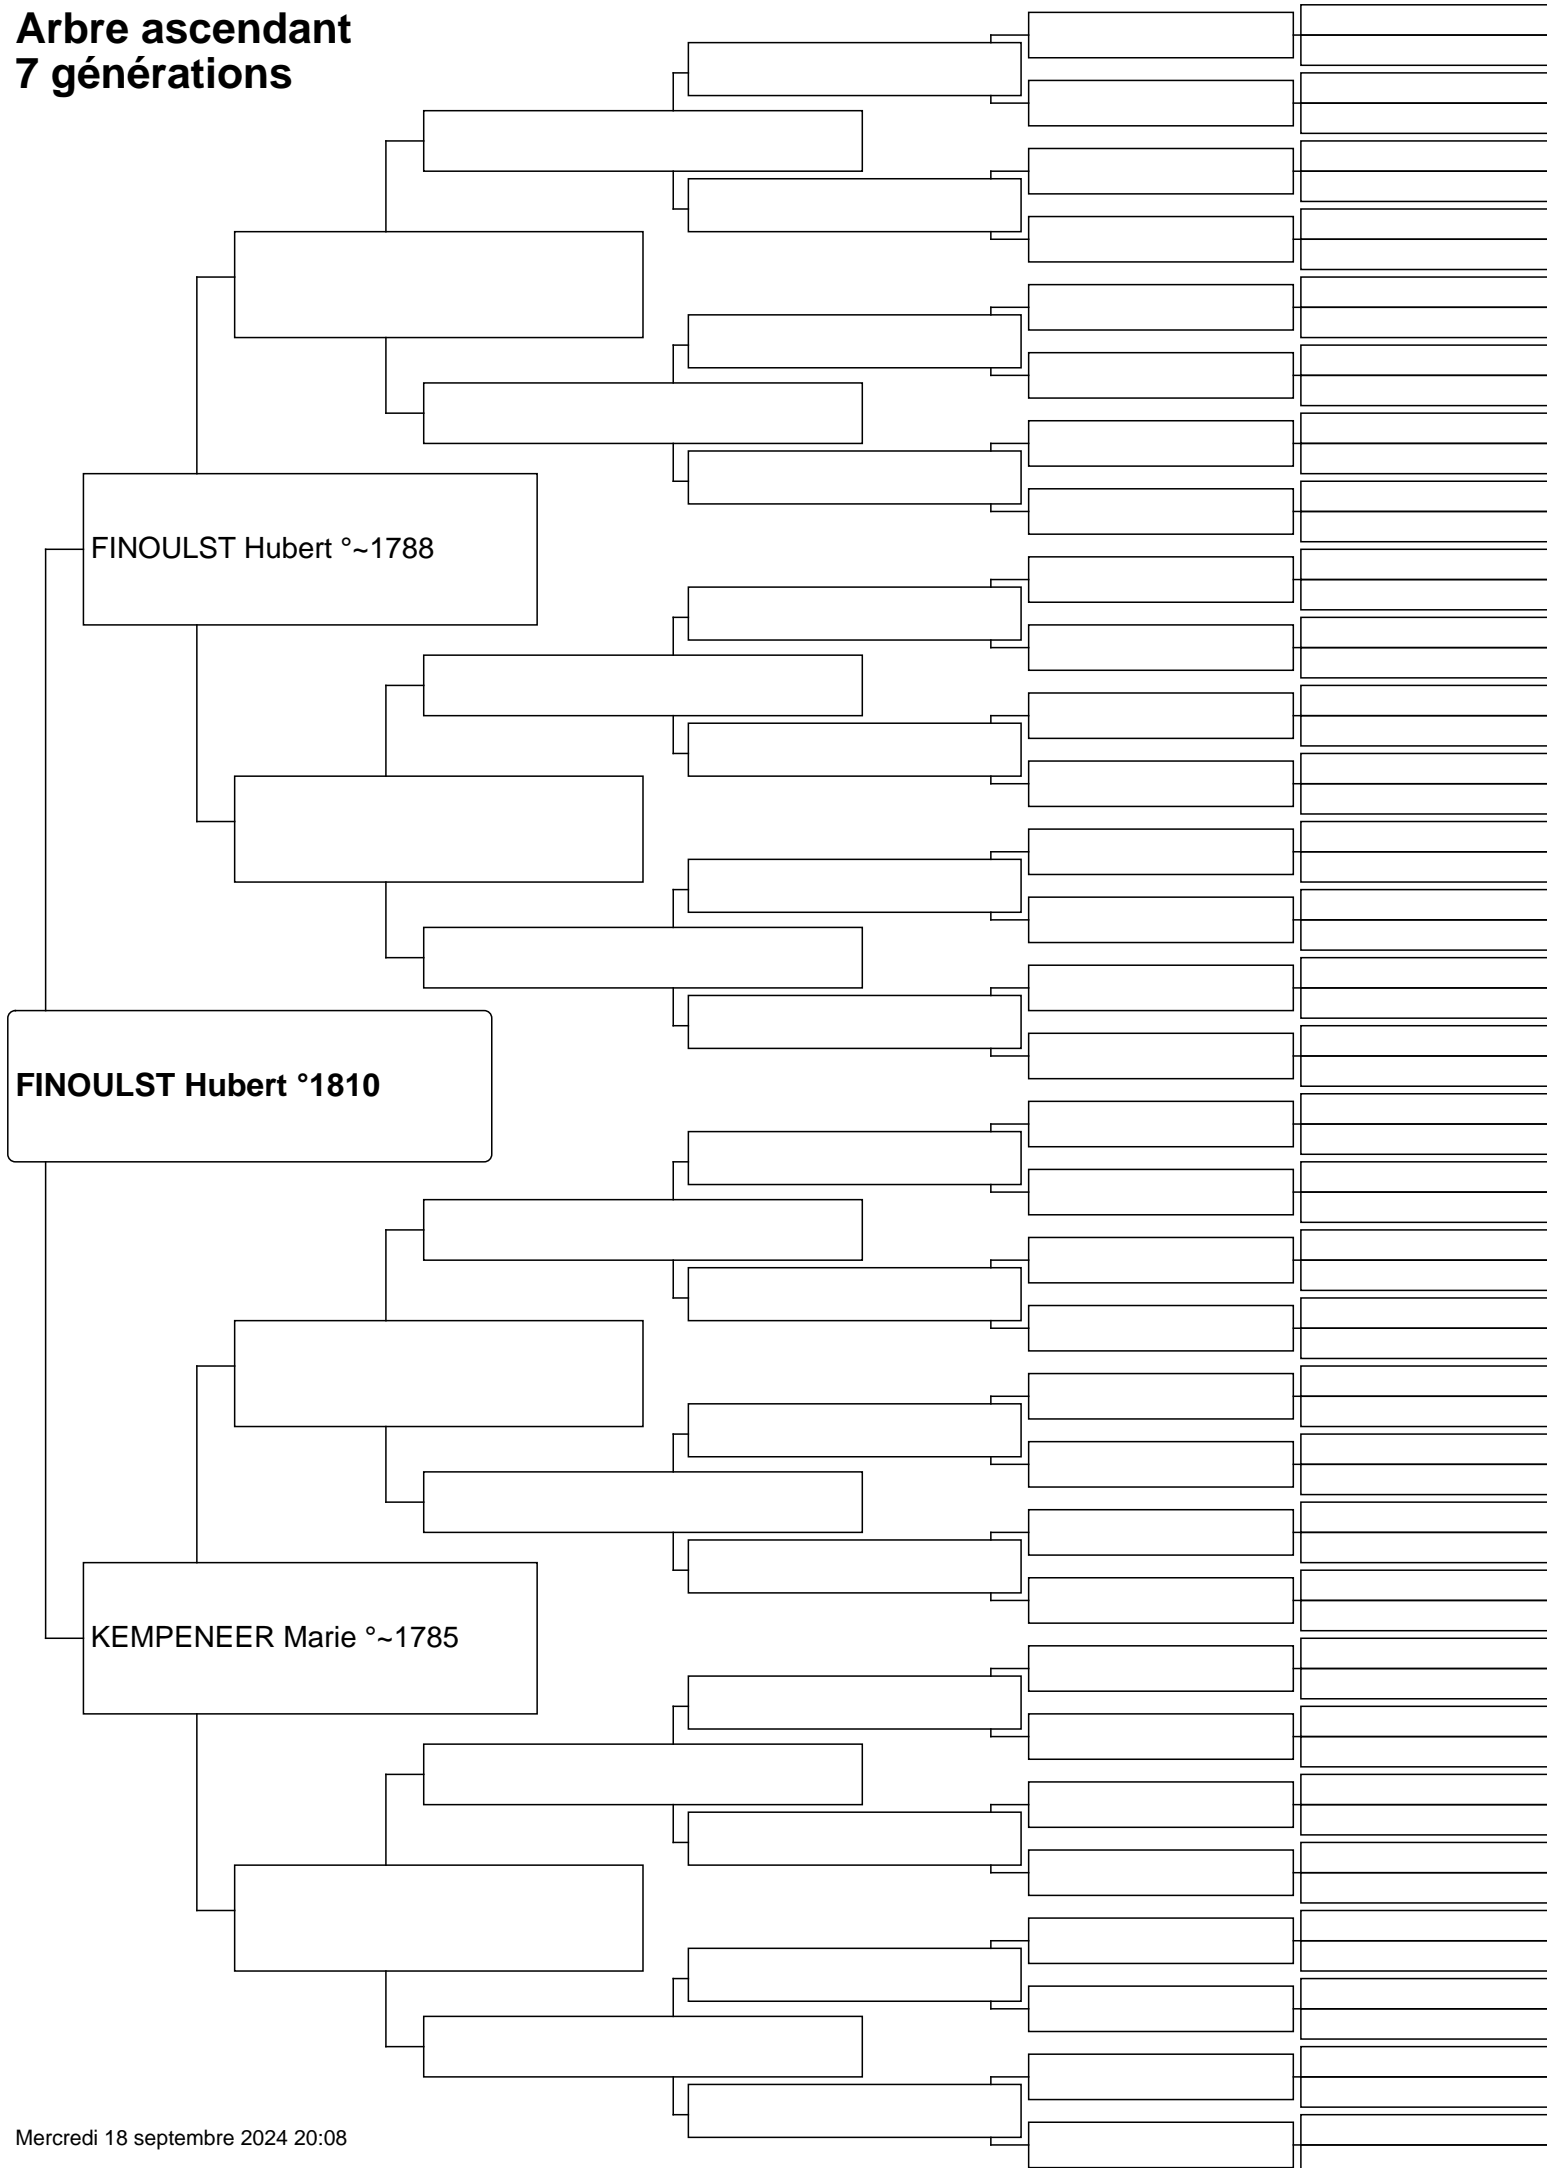 Arbre ascendant
7 générations
FINOULST Hubert °~1788
FINOULST Hubert °1810
KEMPENEER Marie °~1785
Mercredi 18 septembre 2024 20:08